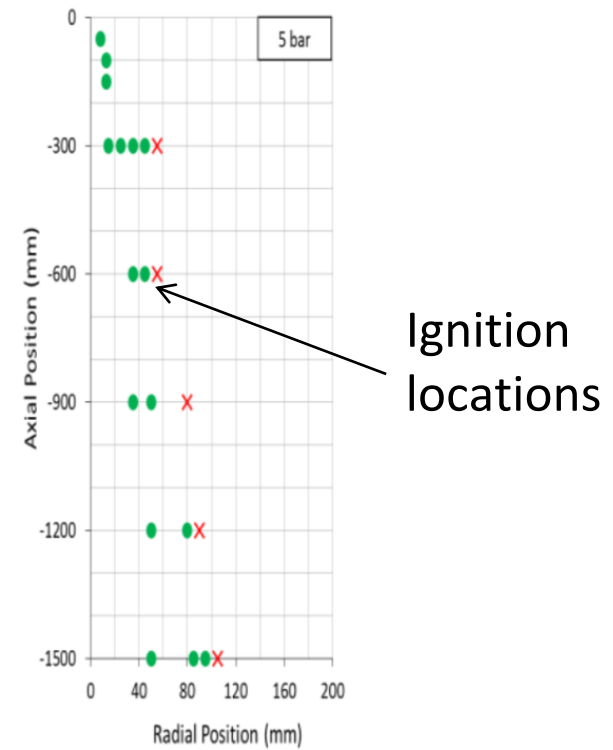 0
5 bar
-300
-600
Ignition
locations
-900
-1200
-1500
0 40 80 120 160 200
Axial Position (mm)
Radial Position (mm)